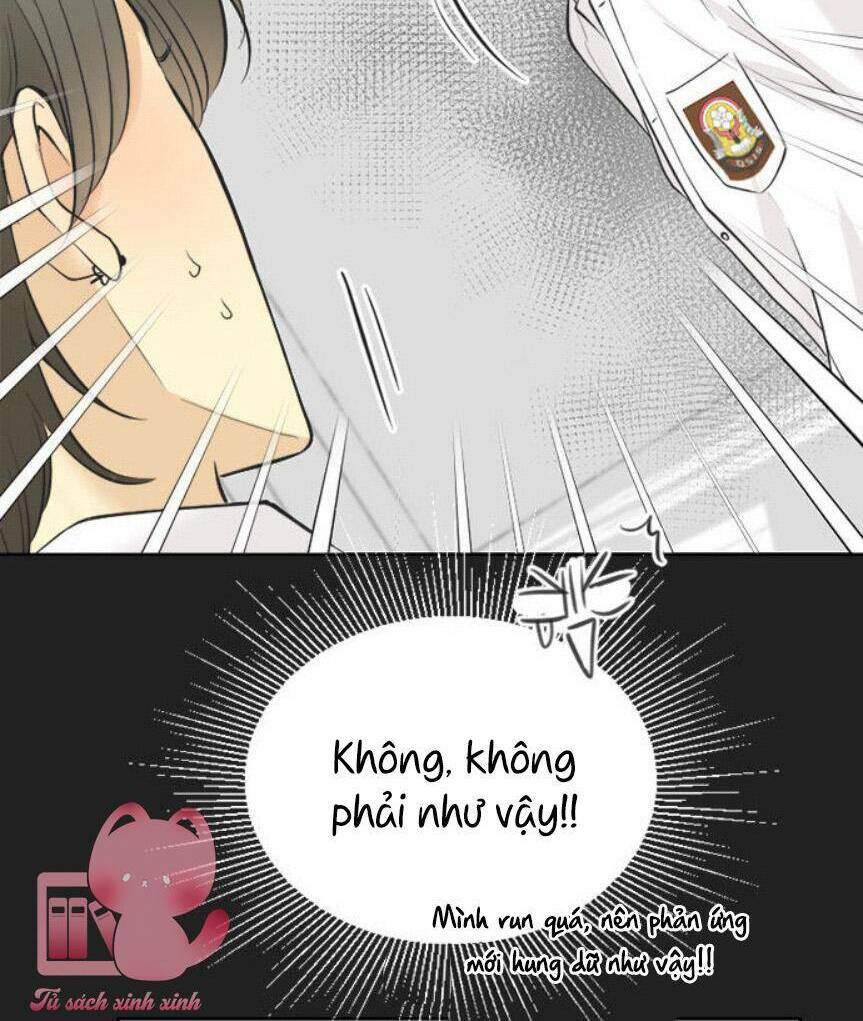 OSIS
Không, không
phải như vậy!!
Mình run quá, nên phản ứng
mới hung dữ như vậy!!
Tủ sách xinh xinh